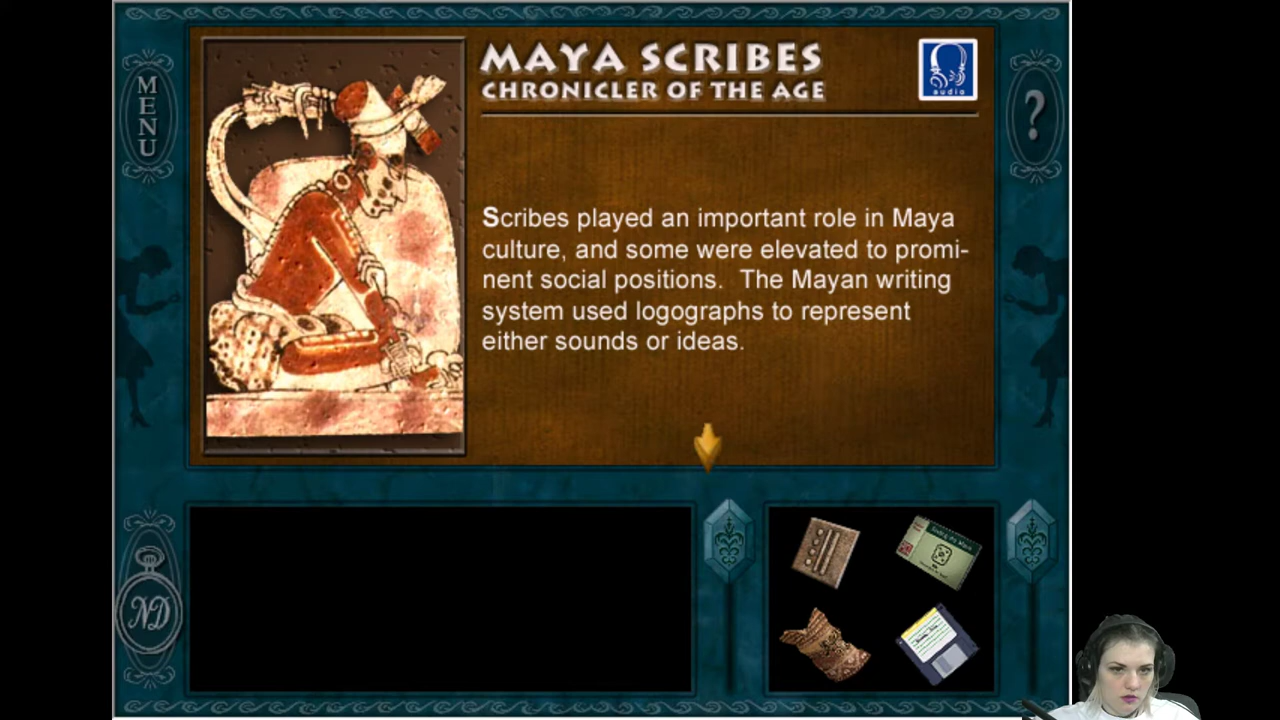 MAYA SCRIBES
CHRONICLER OF THE AGE
audio
MENU
?
Scribes played an important role in Maya
culture, and some were elevated to promi-
nent social positions. The Mayan writing
system used logographs to represent
either sounds or ideas.
ND